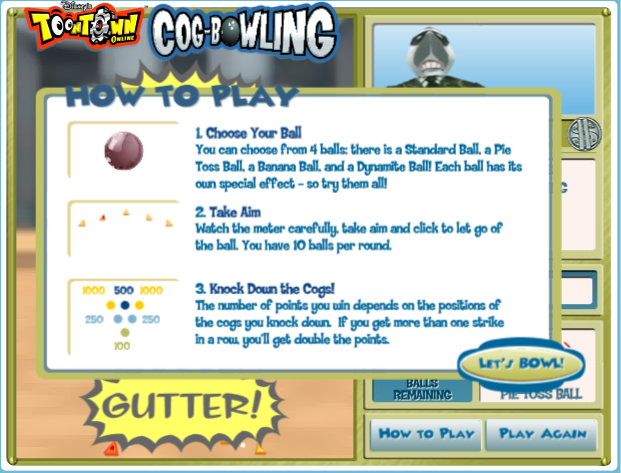 Disney's
TOONTOWN
ONLINE
COG-BOWLING
HOW TO PLAY
1. Choose Your Ball
You can choose from 4 balls: there is a Standard Ball, a Pie
Toss Ball, a Banana Ball, and a Dynamite Ball! Each ball has its
own special effect - so try them all!
2. Take Aim
Watch the meter carefully, take aim and click to let go of
the ball. You have 10 balls per round.
3. Knock Down the Cogs!
1000 500 1000
250 250
100
The number of points you win depends on the positions of
the cogs you knock down. If you get more than one strike
in a row, you'll get double the points.
LET'S BOWL!
GUTTER!
BALLS
REMAINING
PIE TOSS BALL
HOW TO PLAY
PLAY AGAIN